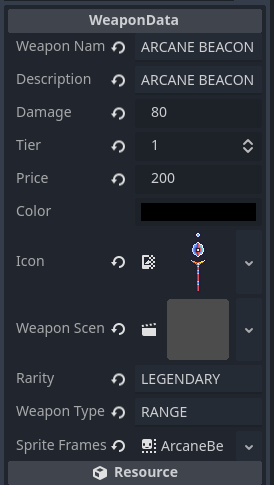 WeaponData
Weapon Nam ARCANE BEACON
Description ARCANE BEACON
Damage 80
Tier 1
Price 200
Color
Icon
Weapon Scen
Rarity LEGENDARY
Weapon Type RANGE
Sprite Frames ArcaneBe
Resource